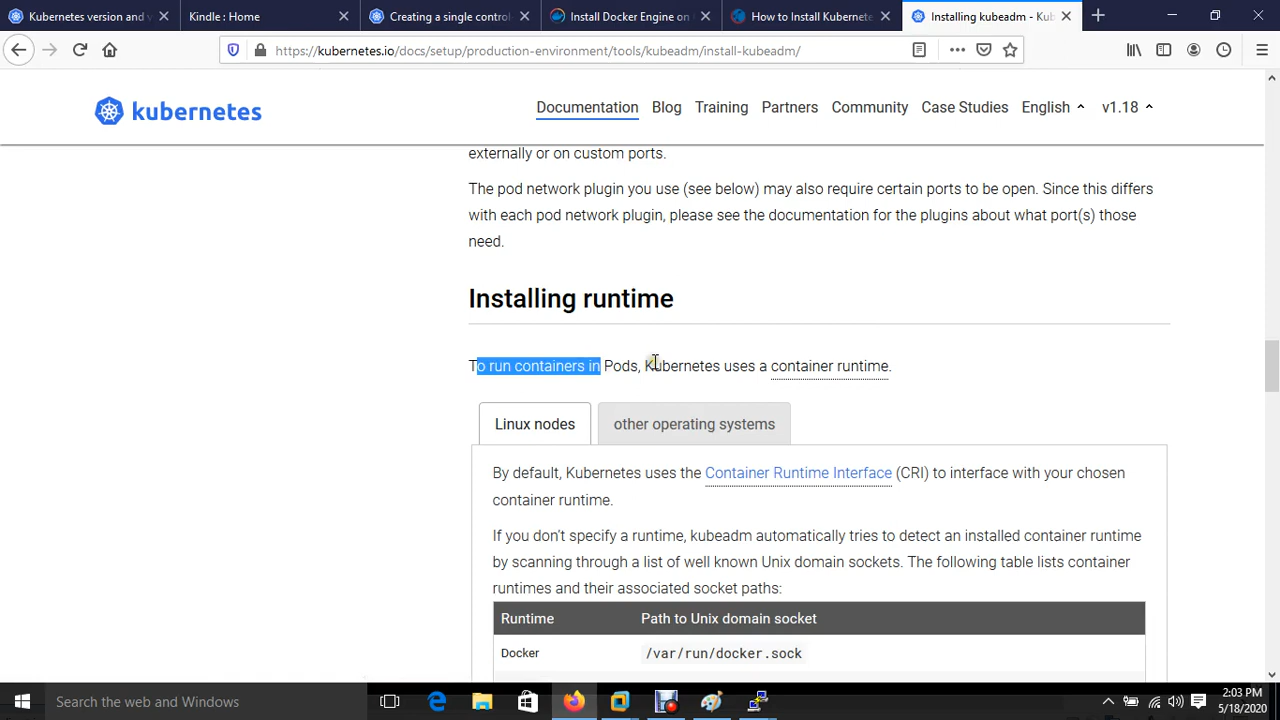 Kubernetes version and v
Kindle : Home
Creating a single control
Install Docker Engine on
How to Install Kubernete
Installing kubeadm — Kub
https://kubernetes.io/docs/setup/production-environment/tools/kubeadm/install-kubeadm/
kubernetes
Documentation
Blog
Training
Partners
Community
Case Studies
English
v1.18
externally or on custom ports.
The pod network plugin you use (see below) may also require certain ports to be open. Since this differs
with each pod network plugin, please see the documentation for the plugins about what port(s) those
need.
Installing runtime
To run containers in Pods, Kubernetes uses a container runtime.
Linux nodes
other operating systems
By default, Kubernetes uses the Container Runtime Interface (CRI) to interface with your chosen
container runtime.
If you don't specify a runtime, kubeadm automatically tries to detect an installed container runtime
by scanning through a list of well known Unix domain sockets. The following table lists container
runtimes and their associated socket paths:
Runtime
Path to Unix domain socket
Docker
/var/run/docker.sock
Search the web and Windows
2:03 PM
5/18/2020